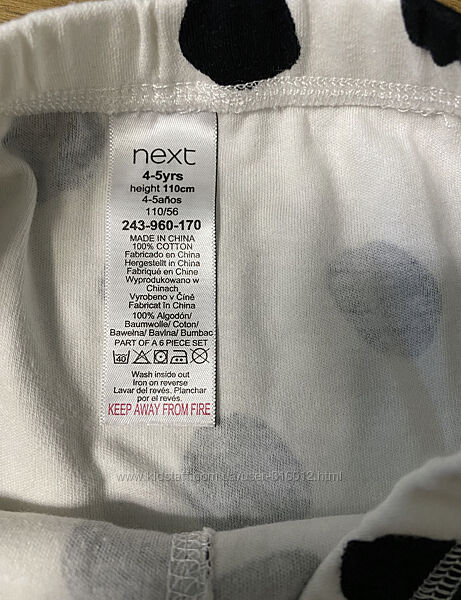 next
4-5yrs
height 110cm
4-5años
110/56
243-960-170
MADE IN CHINA
100% COTTON
Fabricado en China
Hergestellt in China
Fabriqué en Chine
Wyprodukowano w
Chinach
Vyrobeno v Číně
Fabricat în China
100% Algodón/
Baumwolle/ Coton/
Bawełna/ Bavlna/ Bumbac
PART OF A 6 PIECE SET
40
Wash inside out
Iron on reverse
Lavar del revés. Planchar
por el revés.
KEEP AWAY FROM FIRE